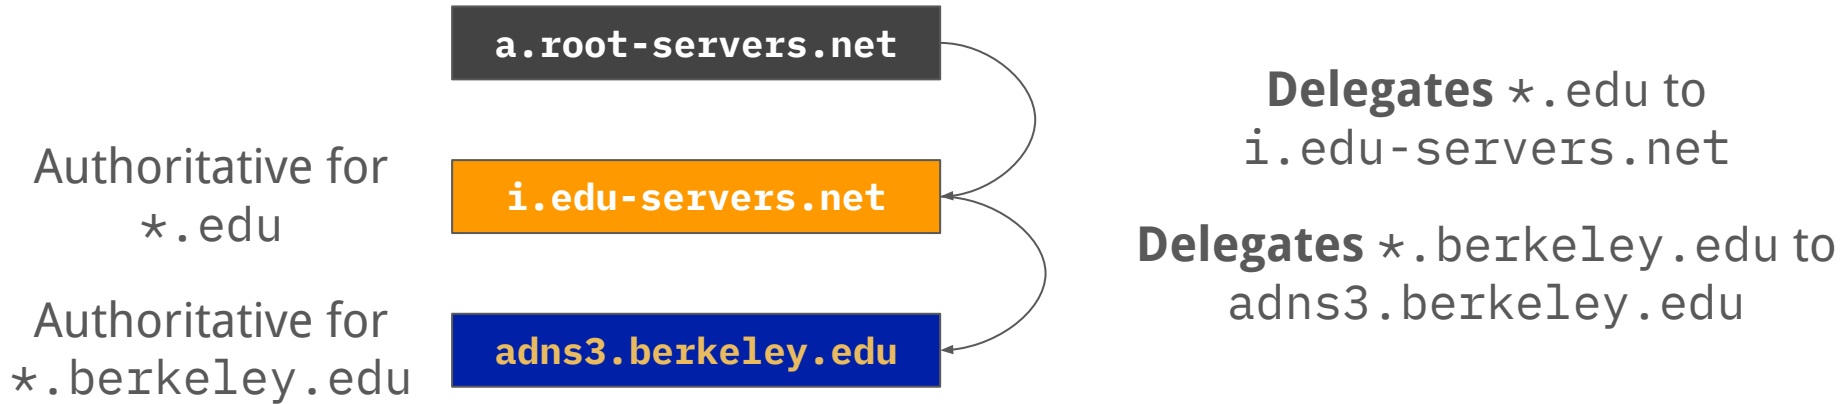 a.root-servers.net
Delegates *.edu to
i.edu-servers.net
Authoritative for
*.edu
i.edu-servers.net
Delegates *.berkeley.edu to
adns3.berkeley.edu
Authoritative for
*.berkeley.edu
adns3.berkeley.edu